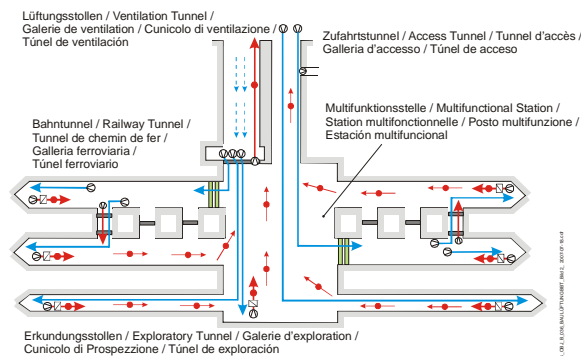 Lüftungsstollen / Ventilation Tunnel /
Galerie de ventilation / Cunicolo di ventilazione /
Túnel de ventilación
Zufahrtstunnel / Access Tunnel / Tunnel d'accès /
Galleria d'accesso / Túnel de acceso
Bahntunnel / Railway Tunnel /
Tunnel de chemin de fer /
Galleria ferroviaria /
Túnel ferroviario
Multifunktionsstelle / Multifunctional Station /
Station multifonctionnelle / Posto multifunzione /
Estación multifuncional
Erkundungsstollen / Exploratory Tunnel / Galerie d'exploration /
Cunicolo di Prospezzione / Túnel de exploración